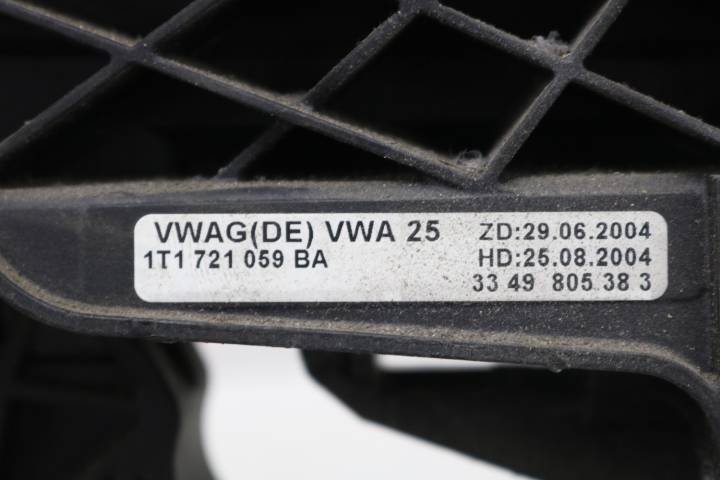 VWAG(DE) VWA 25 ZD:29.06.2004
1T1 721 059 BA HD:25.08.2004
33 49 805 38 3